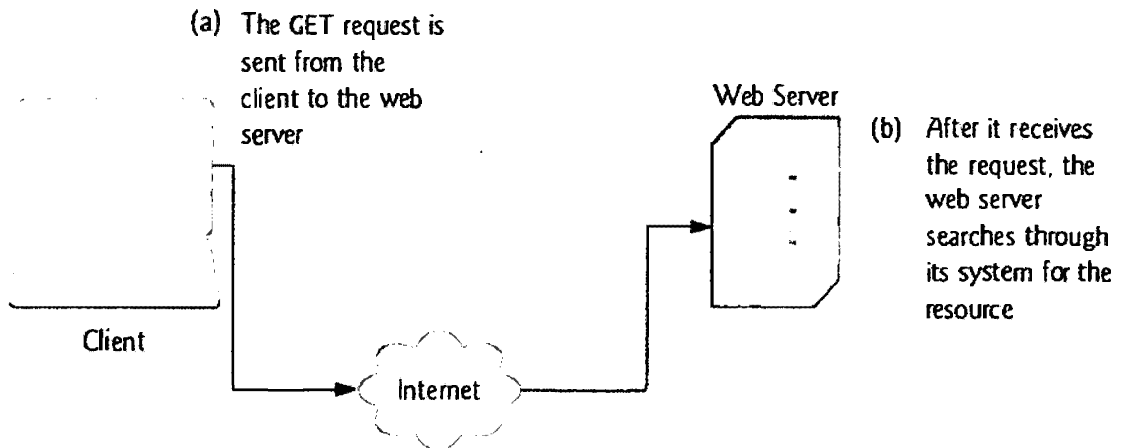 (a) The GET request is
sent from the
client to the web
server
Web Server
(b) After it receives
the request, the
web server
searches through
its system for the
resource
Client
Internet